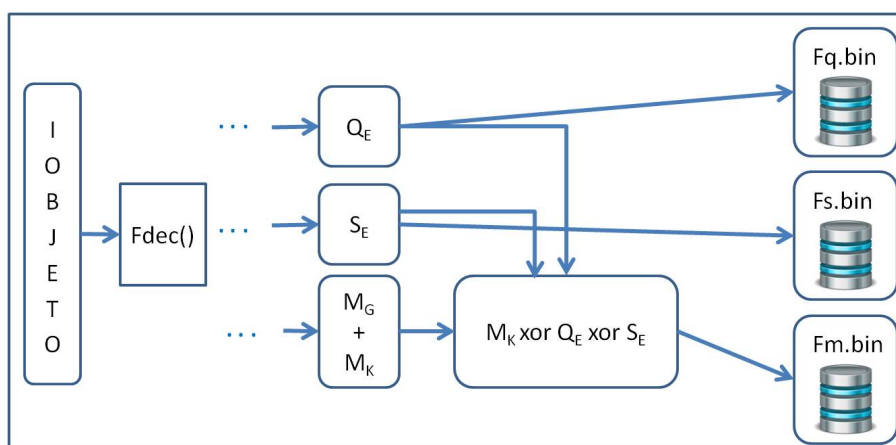 I
O
B
J
E
T
O
Fdec()
...
Q_E
...
S_E
...
M_G
+
M_K
M_K xor Q_E xor S_E
Fq.bin
Fs.bin
Fm.bin